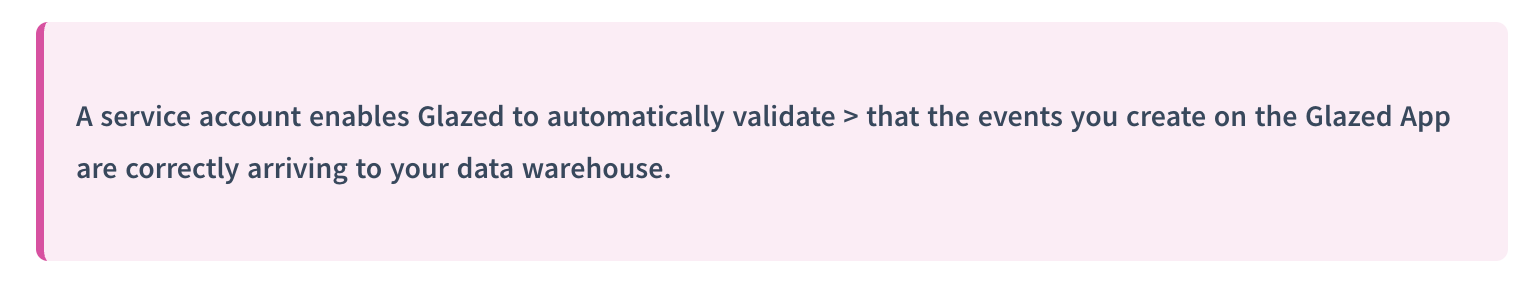 A service account enables Glazed to automatically validate > that the events you create on the Glazed App
are correctly arriving to your data warehouse.